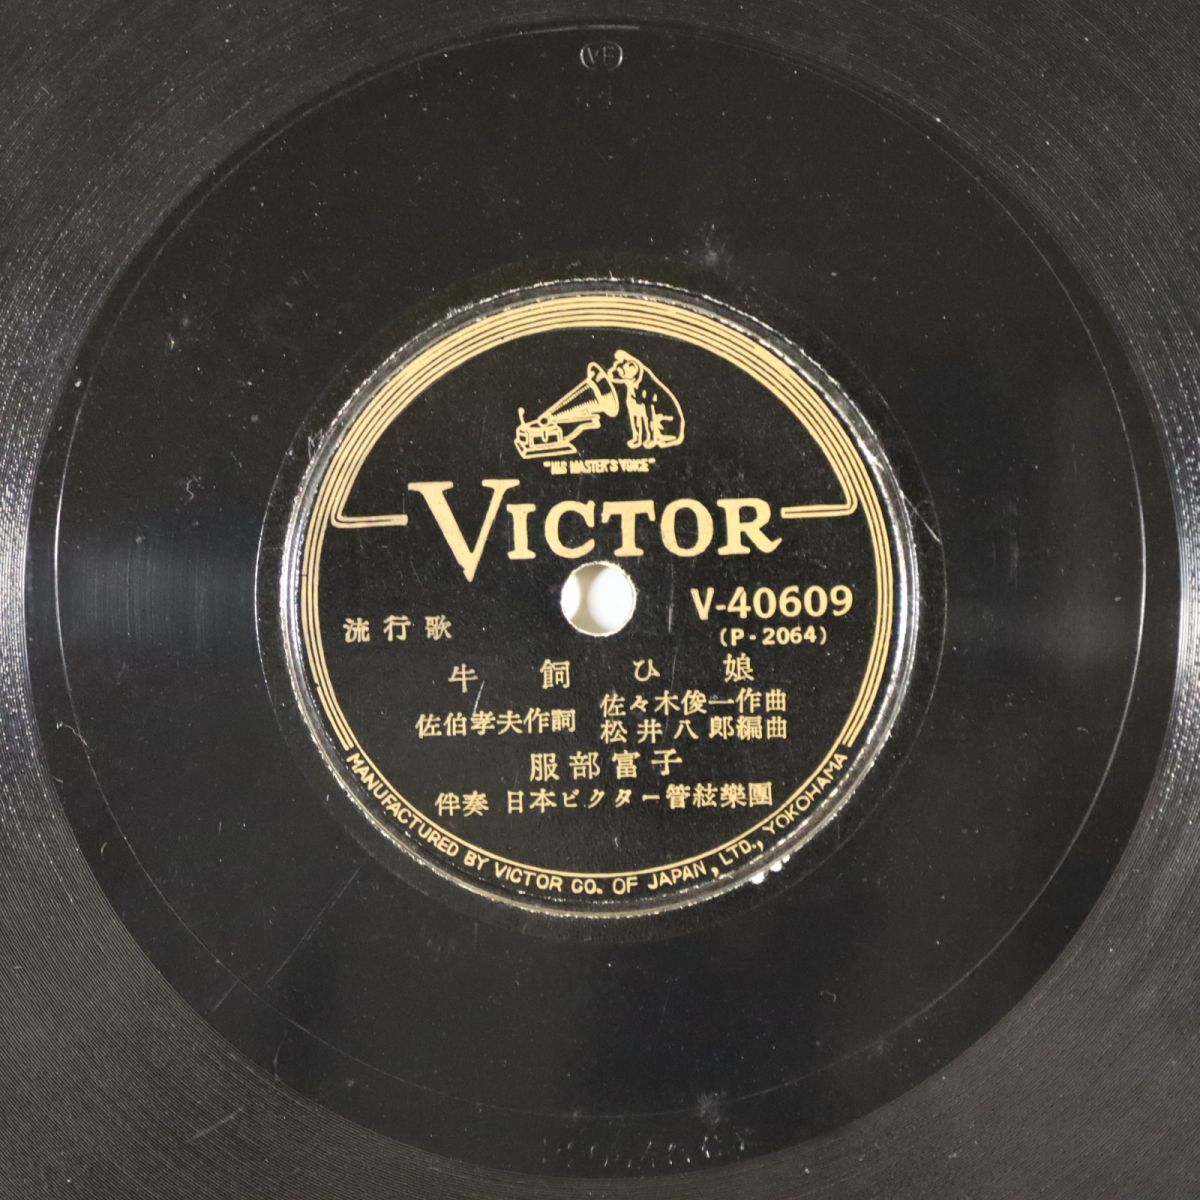 VE
"HIS MASTER'S VOICE"
VICTOR
V-40609
(P-2064)
流行歌
牛飼ひ娘
佐伯孝夫作詞
佐々木俊一作曲
松井八郎編曲
服部富子
伴奏 日本ビクター管絃樂團
MANUFACTURED BY VICTOR CO. OF JAPAN, LTD., YOKOHAMA